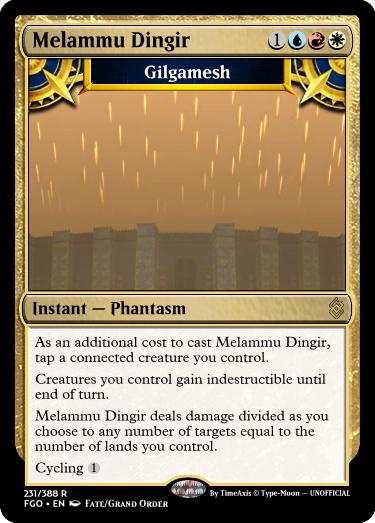 Melammu Dingir 1
Gilgamesh
Instant — Phantasm
As an additional cost to cast Melammu Dingir,
tap a connected creature you control.
Creatures you control gain indestructible until
end of turn.
Melammu Dingir deals damage divided as you
choose to any number of targets equal to the
number of lands you control.
Cycling 1
231/388 R
FGO • EN Fate/Grand Order
By TimeAxis © Type-Moon — UNOFFICIAL